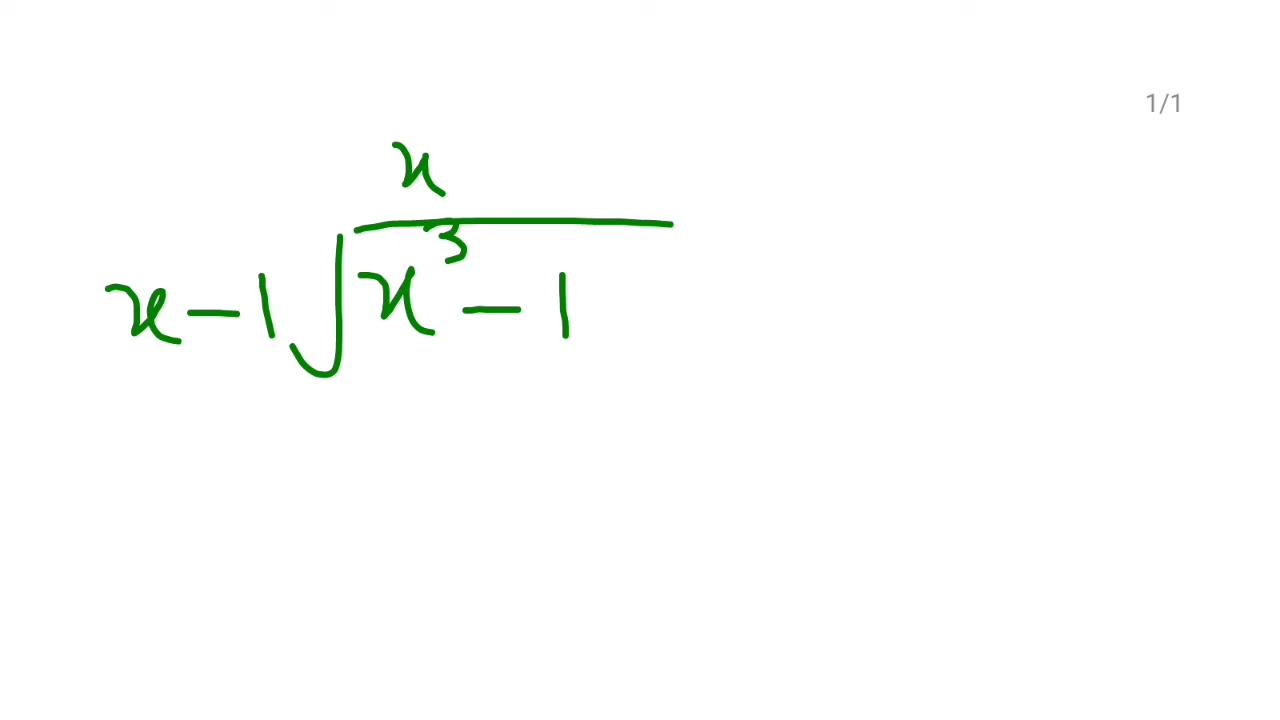 1/1
x
x - 1 √ x³ - 1